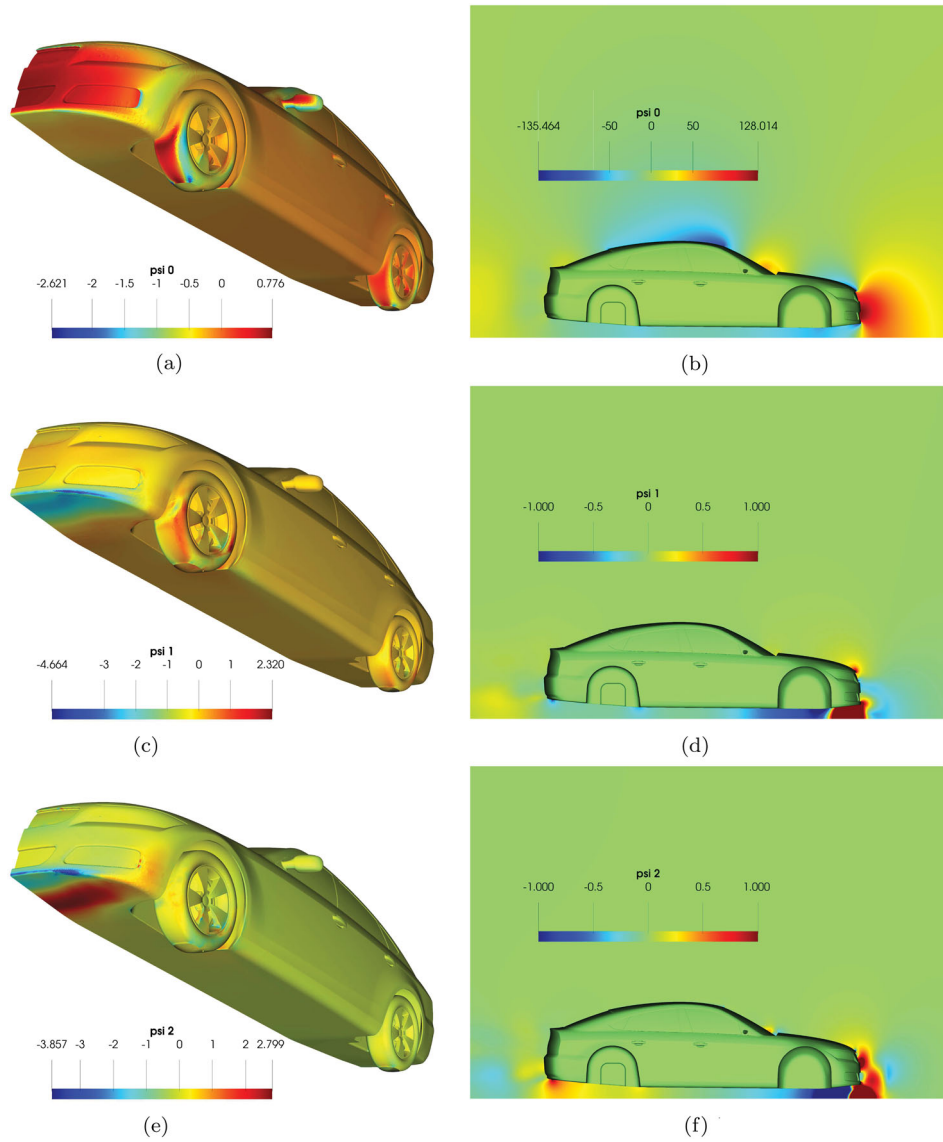 psi 0
-2.621 -2 -1.5 -1 -0.5 0 0.776
(a)
psi 0
-135.464 -50 0 50 128.014
(b)
psi 1
-4.664 -3 -2 -1 0 1 2.320
(c)
psi 1
-1.000 -0.5 0 0.5 1.000
(d)
psi 2
-3.857 -3 -2 -1 0 1 2 2.799
(e)
psi 2
-1.000 -0.5 0 0.5 1.000
(f)